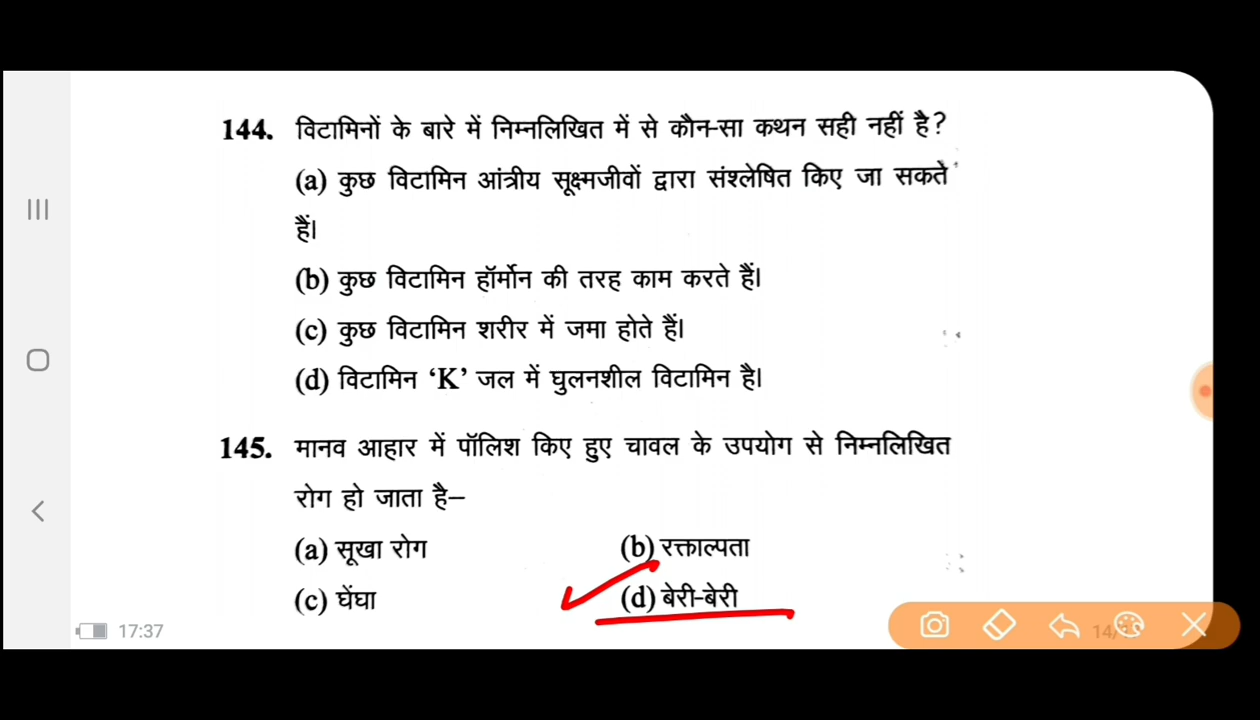 144. विटामिनों के बारे में निम्नलिखित में से कौन-सा कथन सही नहीं है?
(a) कुछ विटामिन आंत्रीय सूक्ष्मजीवों द्वारा संश्लेषित किए जा सकते
हैं।
(b) कुछ विटामिन हॉर्मोन की तरह काम करते हैं।
(c) कुछ विटामिन शरीर में जमा होते हैं।
(d) विटामिन ‘K’ जल में घुलनशील विटामिन है।
145. मानव आहार में पॉलिश किए हुए चावल के उपयोग से निम्नलिखित
रोग हो जाता है–
(a) सूखा रोग (b) रक्ताल्पता
(c) घेंघा (d) बेरी-बेरी
17:37